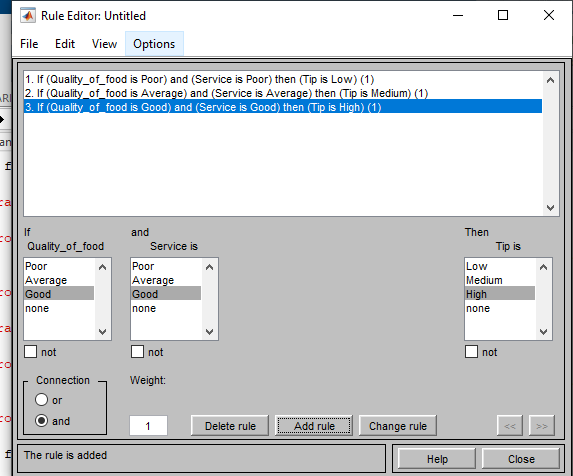 Rule Editor: Untitled
File Edit View Options
1. If (Quality_of_food is Poor) and (Service is Poor) then (Tip is Low) (1)
2. If (Quality_of_food is Average) and (Service is Average) then (Tip is Medium) (1)
3. If (Quality_of_food is Good) and (Service is Good) then (Tip is High) (1)
If and Then
Quality_of_food Service is Tip is
Poor Poor Low
Average Average Medium
Good Good High
none none none
not not not
Connection Weight:
or
and 1 Delete rule Add rule Change rule << >>
The rule is added Help Close